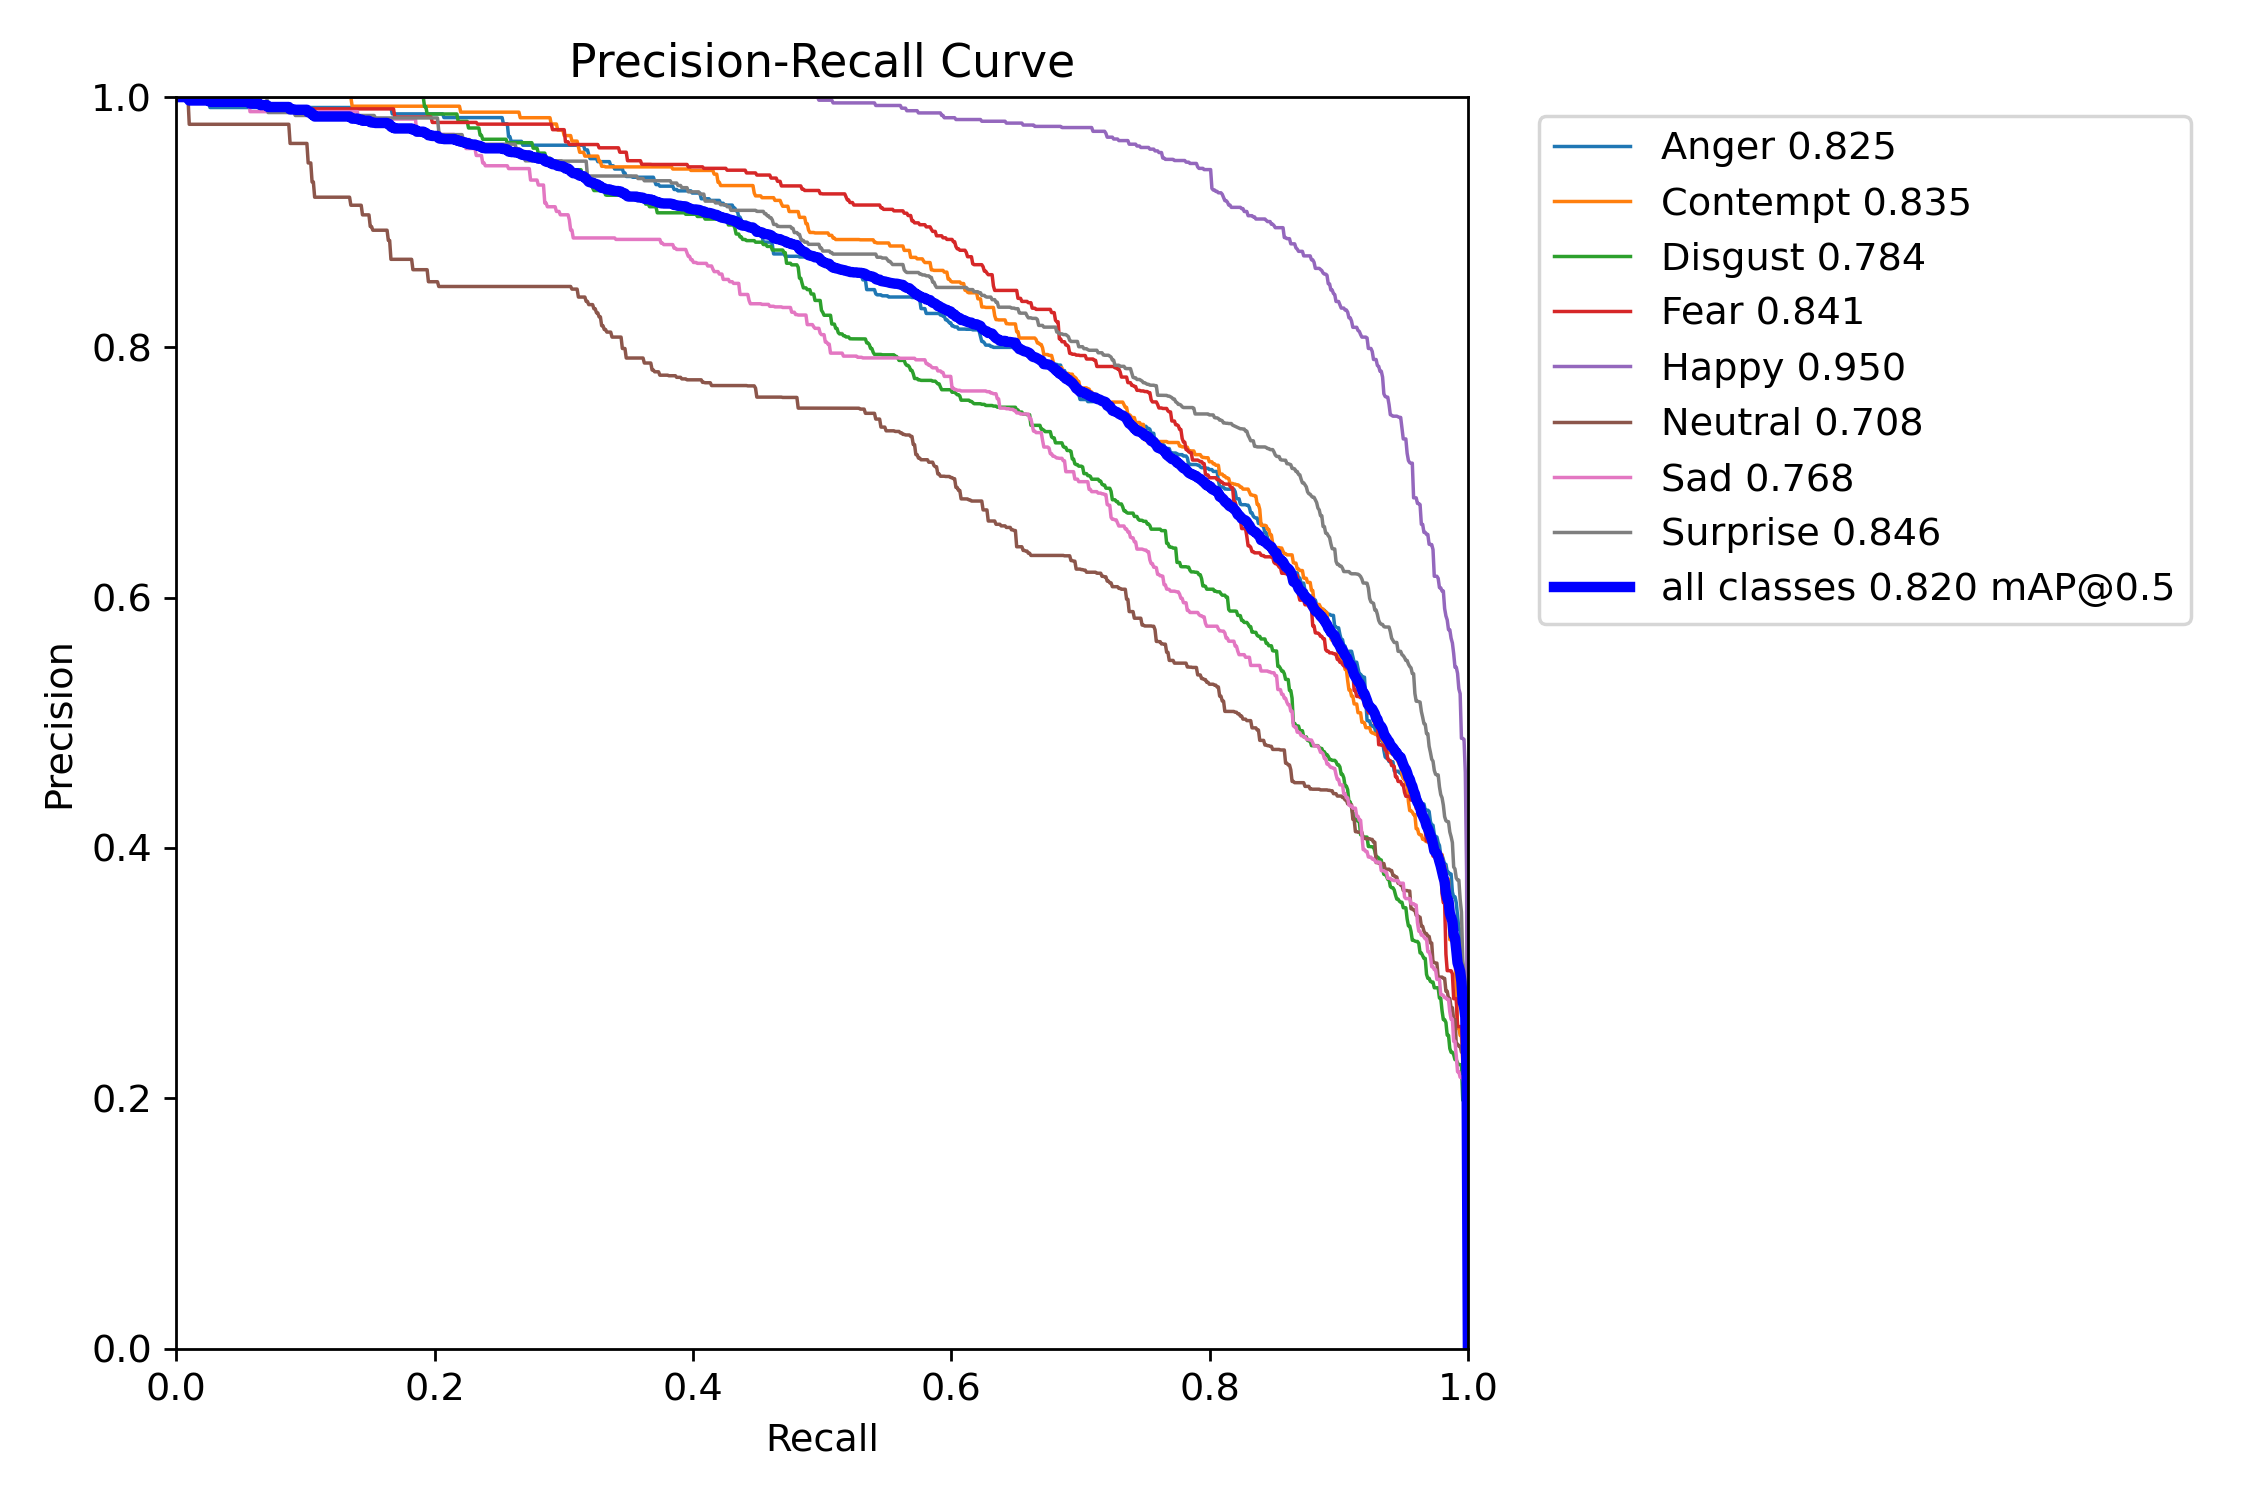 Precision-Recall Curve
1.0
0.8
0.6
0.4
0.2
0.0
Precision
0.0 0.2 0.4 0.6 0.8 1.0
Recall
Anger 0.825
Contempt 0.835
Disgust 0.784
Fear 0.841
Happy 0.950
Neutral 0.708
Sad 0.768
Surprise 0.846
all classes 0.820 mAP@0.5